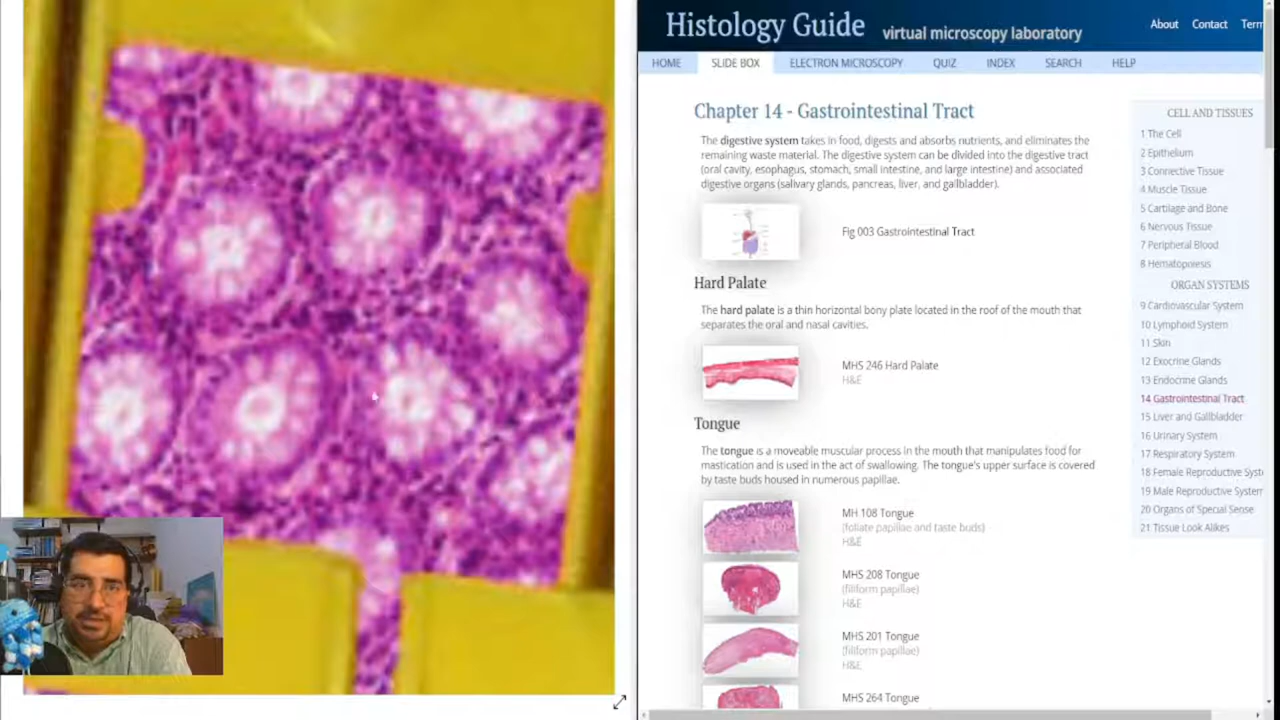 Histology Guide virtual microscopy laboratory
About Contact Term
HOME SLIDE BOX ELECTRON MICROSCOPY QUIZ INDEX SEARCH HELP
Chapter 14 - Gastrointestinal Tract
The digestive system takes in food, digests and absorbs nutrients, and eliminates the
remaining waste material. The digestive system can be divided into the digestive tract
(oral cavity, esophagus, stomach, small intestine, and large intestine) and associated
digestive organs (salivary glands, pancreas, liver, and gallbladder).
Fig 003 Gastrointestinal Tract
Hard Palate
The hard palate is a thin horizontal bony plate located in the roof of the mouth that
separates the oral and nasal cavities.
MHS 246 Hard Palate
H&E
Tongue
The tongue is a moveable muscular process in the mouth that manipulates food for
mastication and is used in the act of swallowing. The tongue's upper surface is covered
by taste buds housed in numerous papillae.
MH 108 Tongue
(foliate papillae and taste buds)
H&E
MHS 208 Tongue
(filiform papillae)
H&E
MHS 201 Tongue
(filiform papillae)
H&E
MHS 264 Tongue
CELL AND TISSUES
1 The Cell
2 Epithelium
3 Connective Tissue
4 Muscle Tissue
5 Cartilage and Bone
6 Nervous Tissue
7 Peripheral Blood
8 Hematopoiesis
ORGAN SYSTEMS
9 Cardiovascular System
10 Lymphoid System
11 Skin
12 Exocrine Glands
13 Endocrine Glands
14 Gastrointestinal Tract
15 Liver and Gallbladder
16 Urinary System
17 Respiratory System
18 Female Reproductive Syst
19 Male Reproductive System
20 Organs of Special Sense
21 Tissue Look Alikes